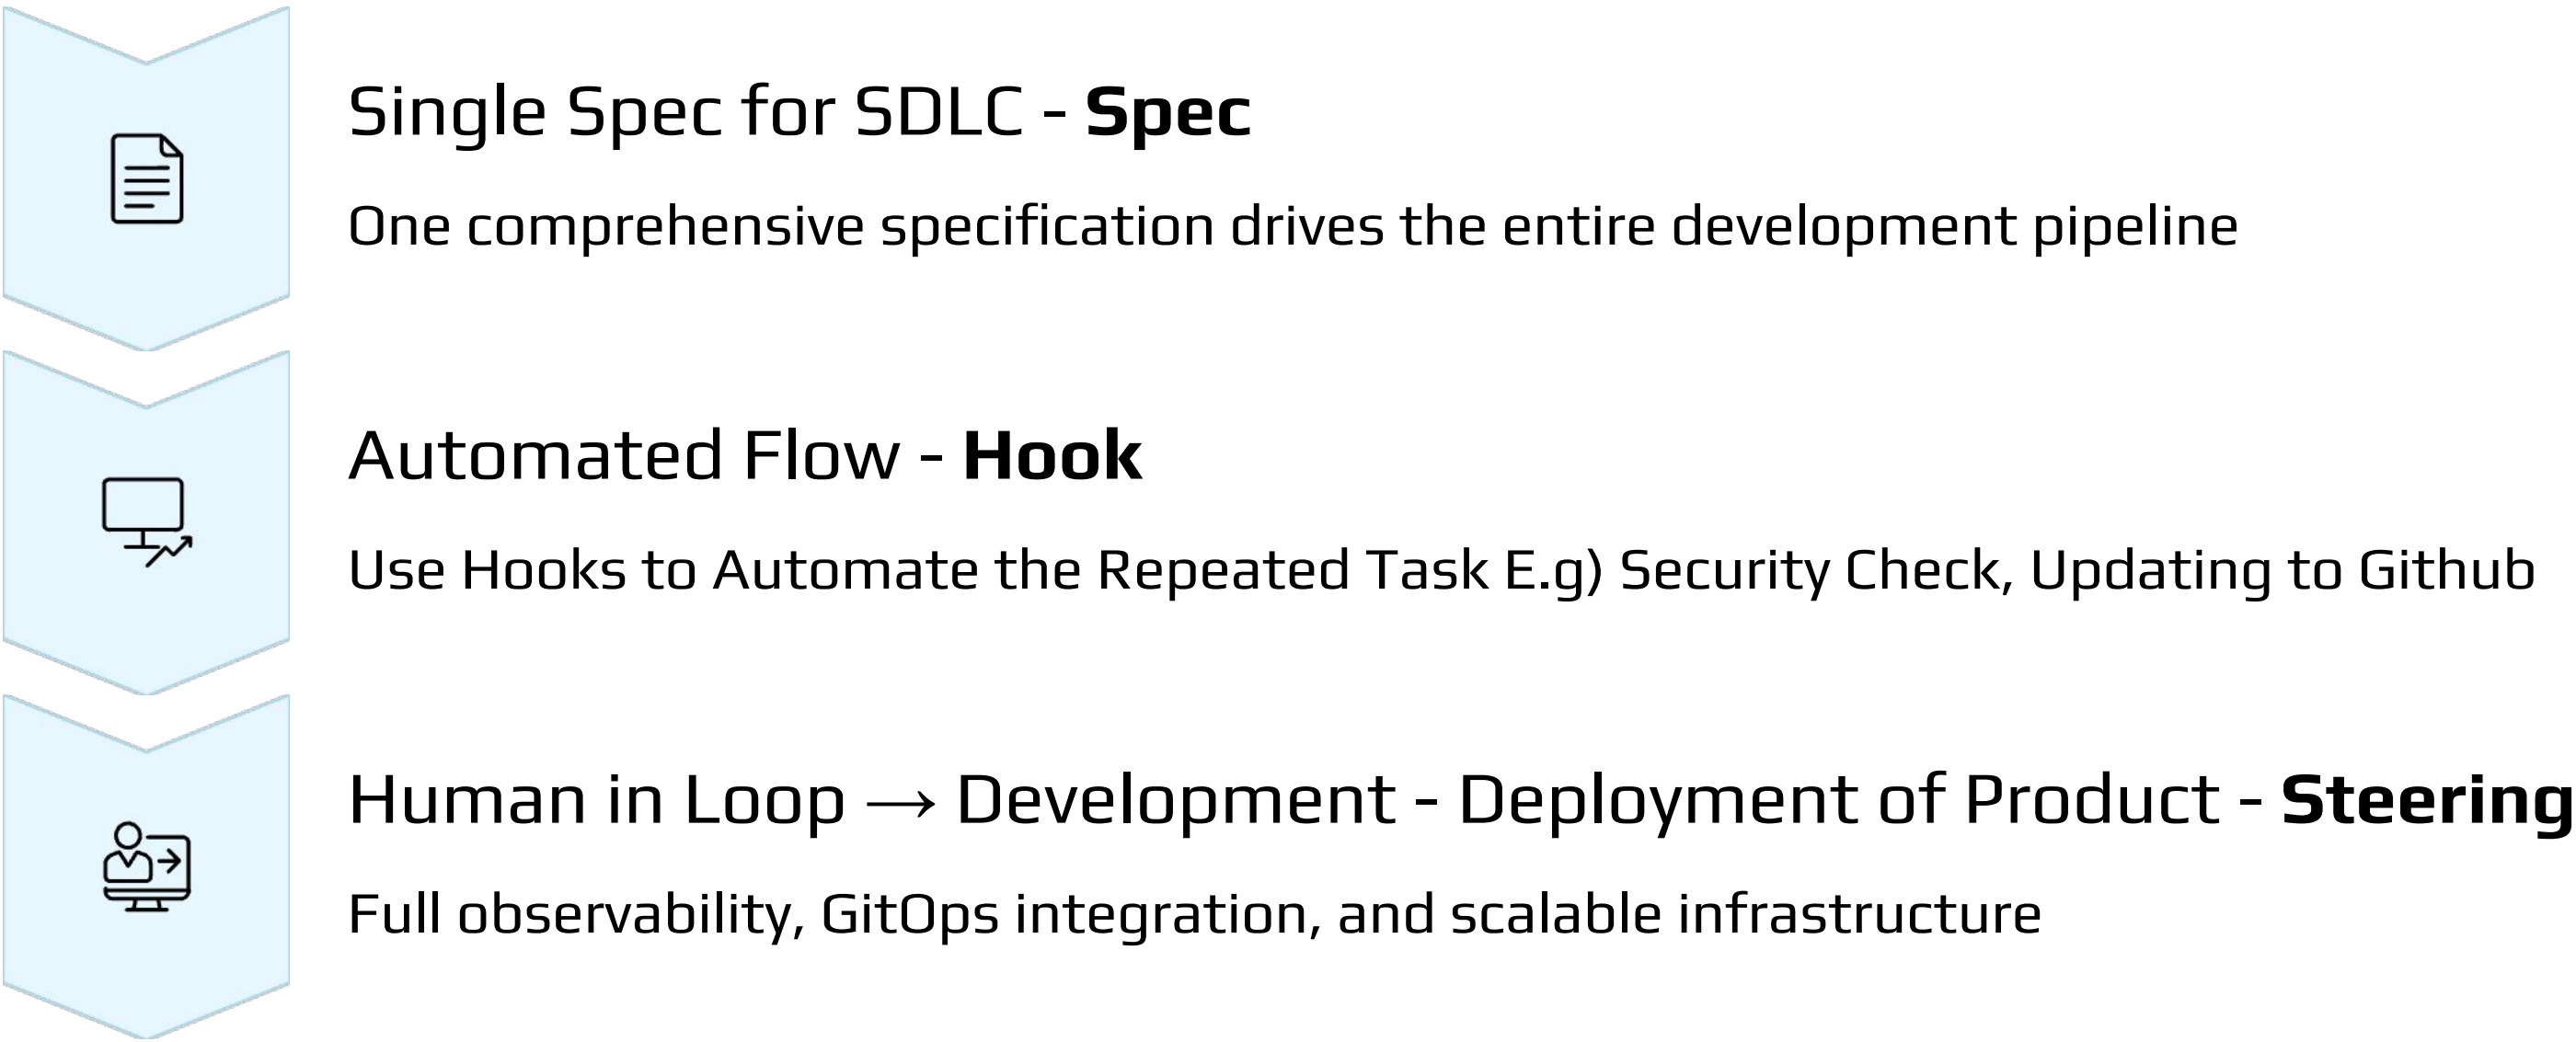 Single Spec for SDLC - Spec
One comprehensive specification drives the entire development pipeline
Automated Flow - Hook
Use Hooks to Automate the Repeated Task E.g) Security Check, Updating to Github
Human in Loop → Development - Deployment of Product - Steering
Full observability, GitOps integration, and scalable infrastructure